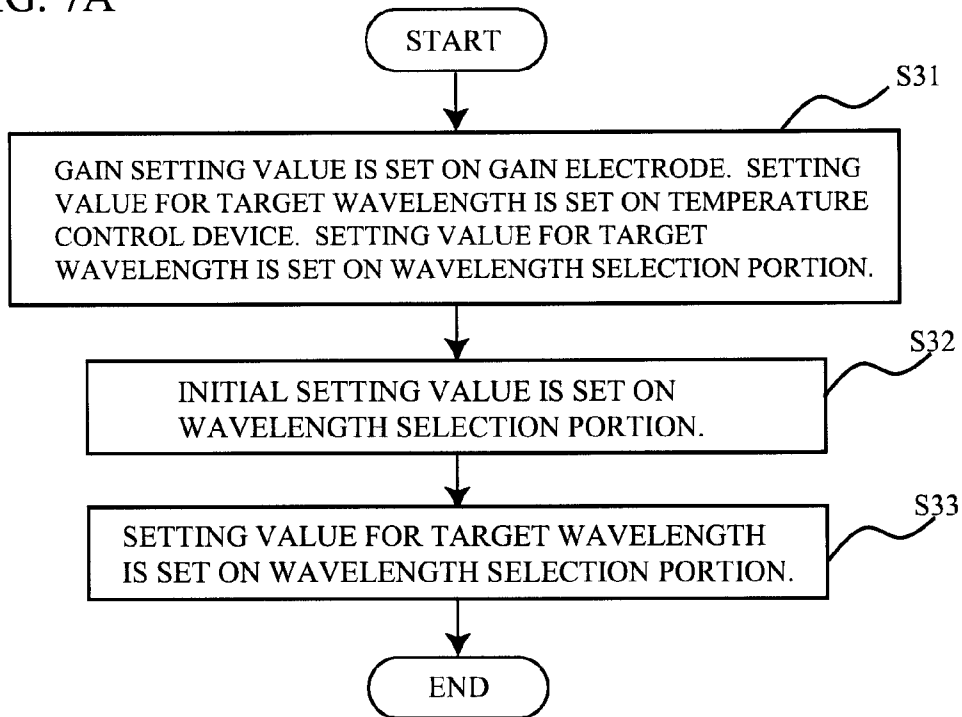 START
S31
GAIN SETTING VALUE IS SET ON GAIN ELECTRODE. SETTING
VALUE FOR TARGET WAVELENGTH IS SET ON TEMPERATURE
CONTROL DEVICE. SETTING VALUE FOR TARGET
WAVELENGTH IS SET ON WAVELENGTH SELECTION PORTION.
S32
INITIAL SETTING VALUE IS SET ON
WAVELENGTH SELECTION PORTION.
S33
SETTING VALUE FOR TARGET WAVELENGTH
IS SET ON WAVELENGTH SELECTION PORTION.
END